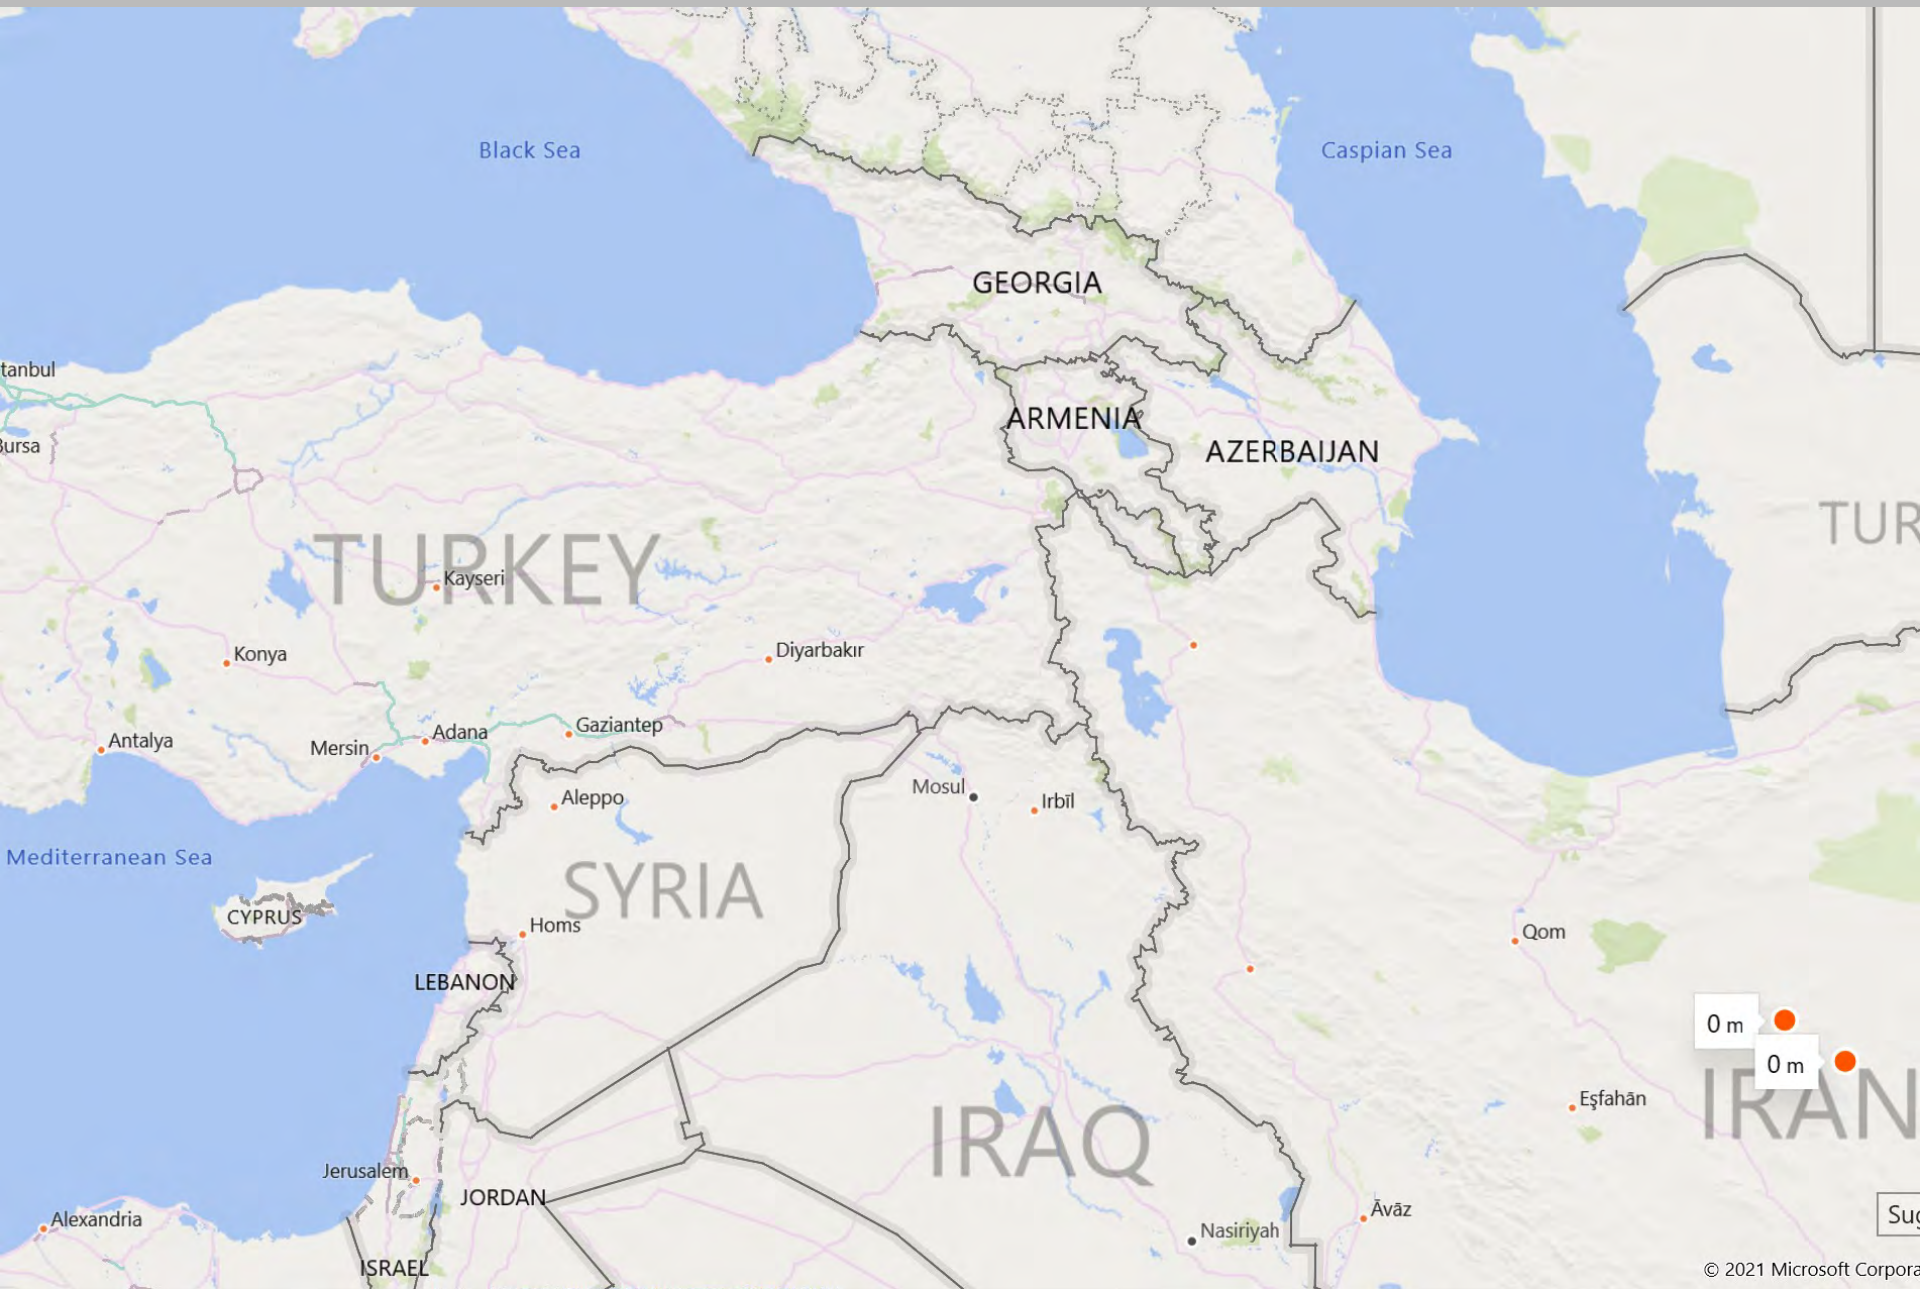 Black Sea
Caspian Sea
GEORGIA
tanbul
ARMENIA
Bursa
AZERBAIJAN
TUR
TURKEY
Kayseri
Konya
Diyarbakır
Antalya
Mersin
Adana
Gaziantep
Aleppo
Mosul
Irbīl
Mediterranean Sea
SYRIA
CYPRUS
Homs
Qom
LEBANON
0 m
0 m
Eşfahān
IRAN
IRAQ
Jerusalem
JORDAN
Alexandria
Āvāz
Nasiriyah
Sug
ISRAEL
© 2021 Microsoft Corpora